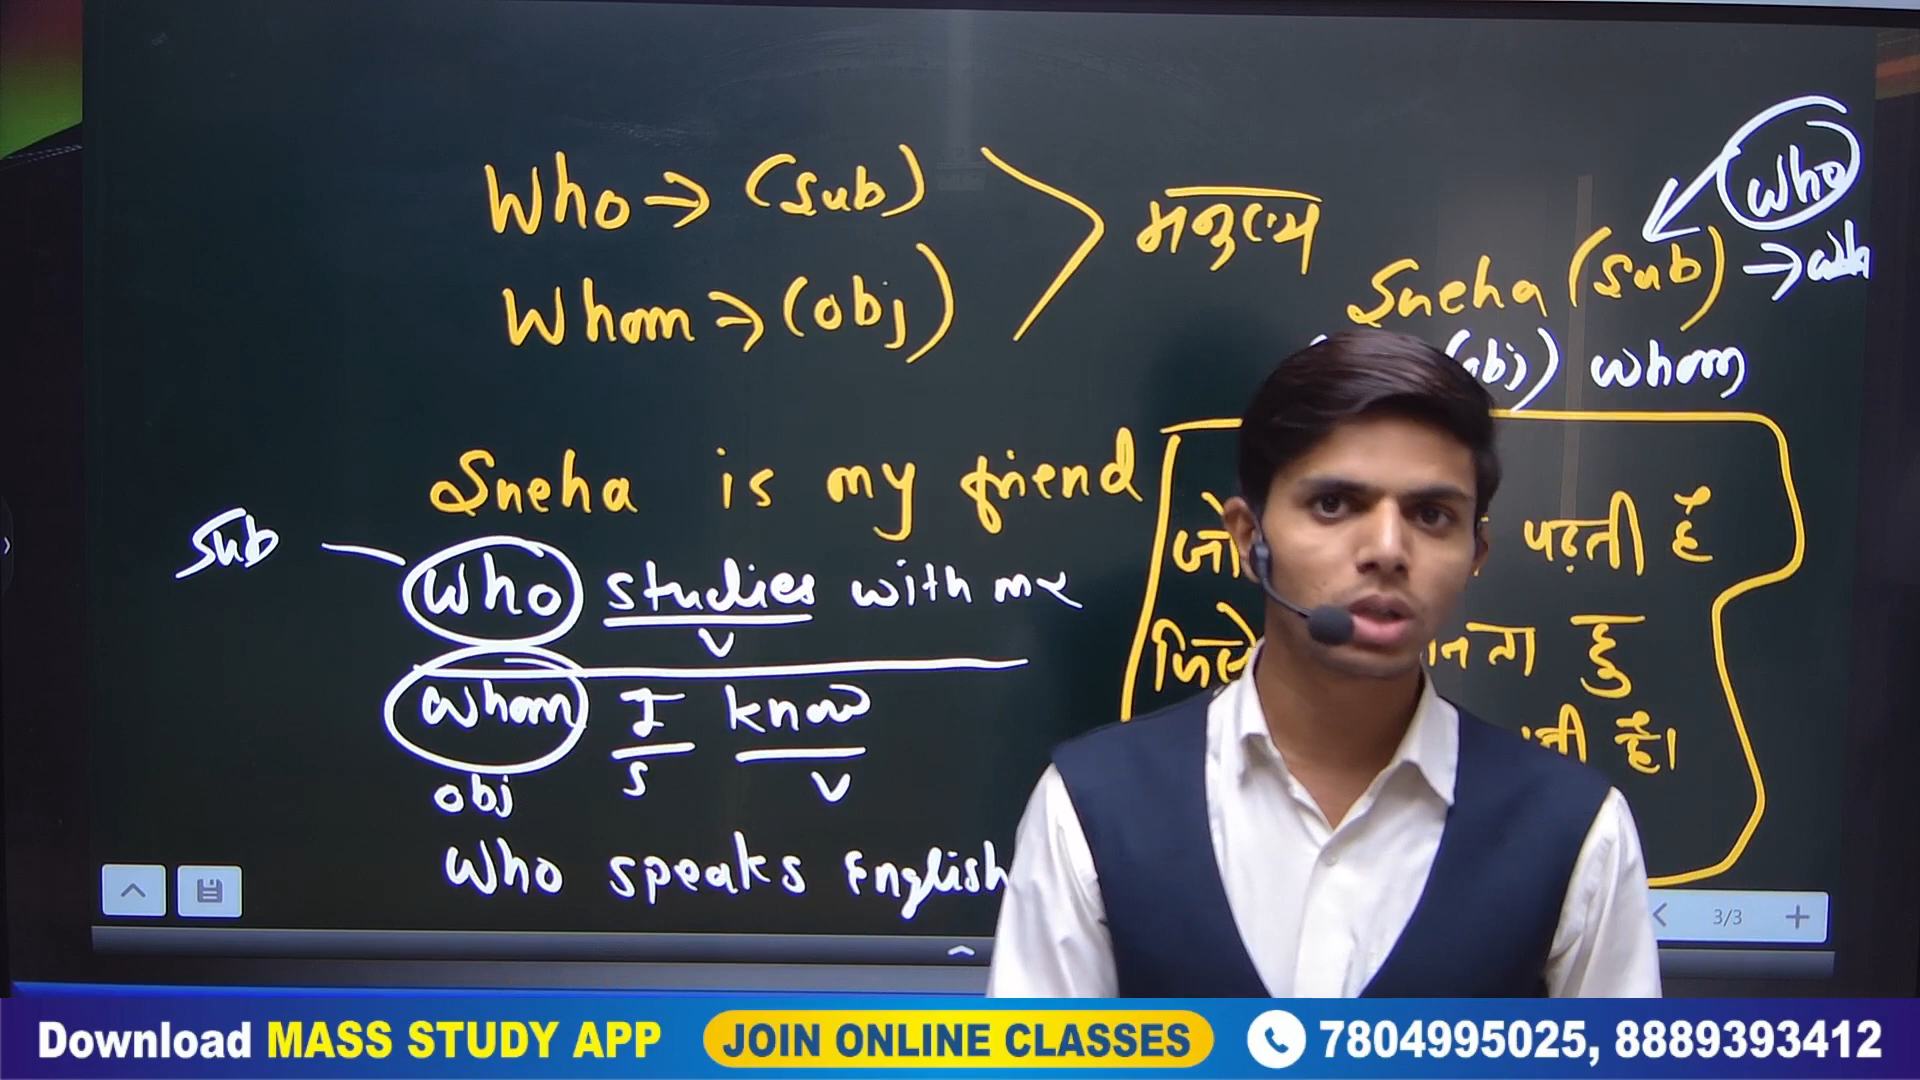 Who → (Sub)
Whom → (obj)
मनुष्य
Who
Sneha (Sub) → wh
(obj) whom
Sneha is my friend
Sub
Who studies with me
V
Whom I know
obj S V
Who speaks English
जो पढ़ती है
जिसे हु
है।
3/3
Download MASS STUDY APP JOIN ONLINE CLASSES 7804995025, 8889393412